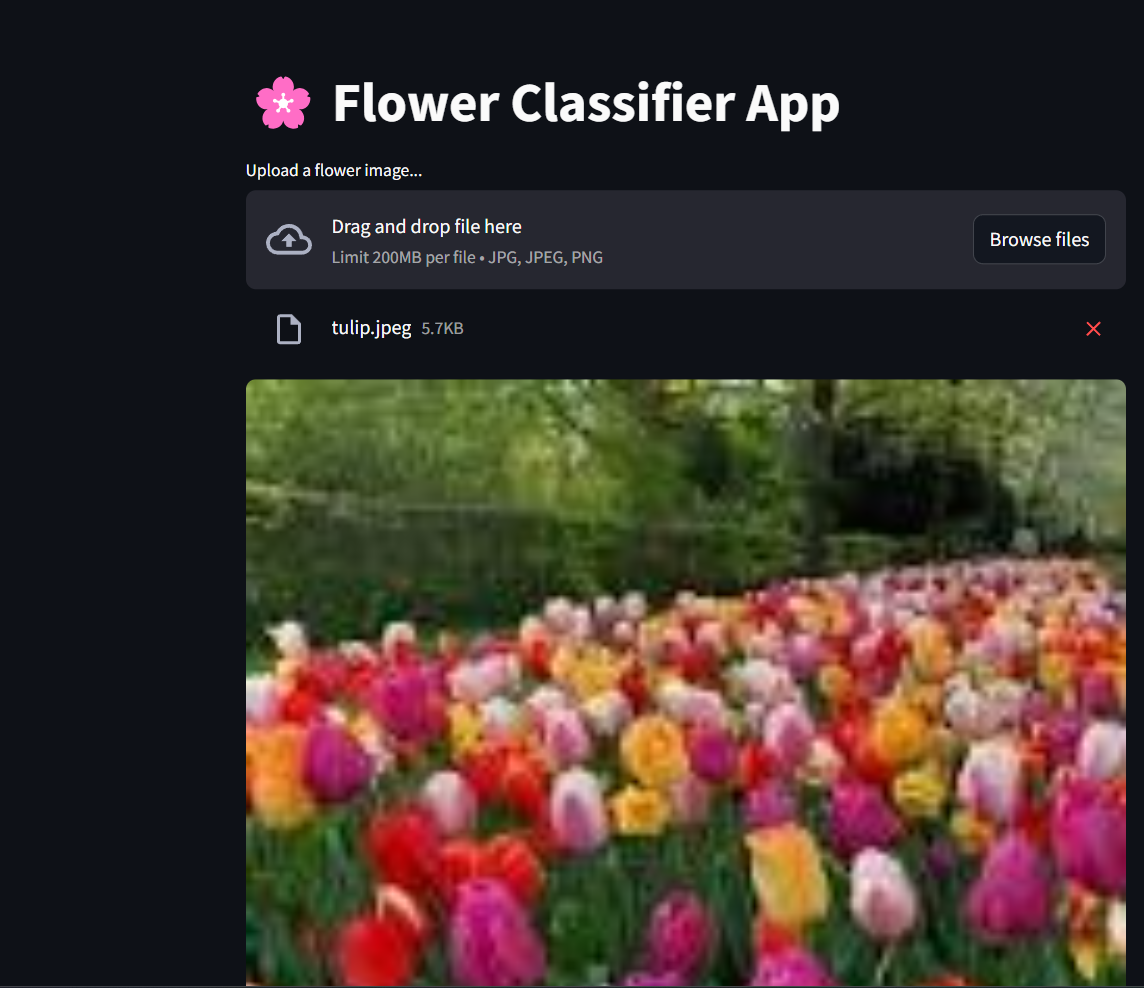 Flower Classifier App
Upload a flower image...
Drag and drop file here
Limit 200MB per file • JPG, JPEG, PNG
Browse files
tulip.jpeg 5.7KB